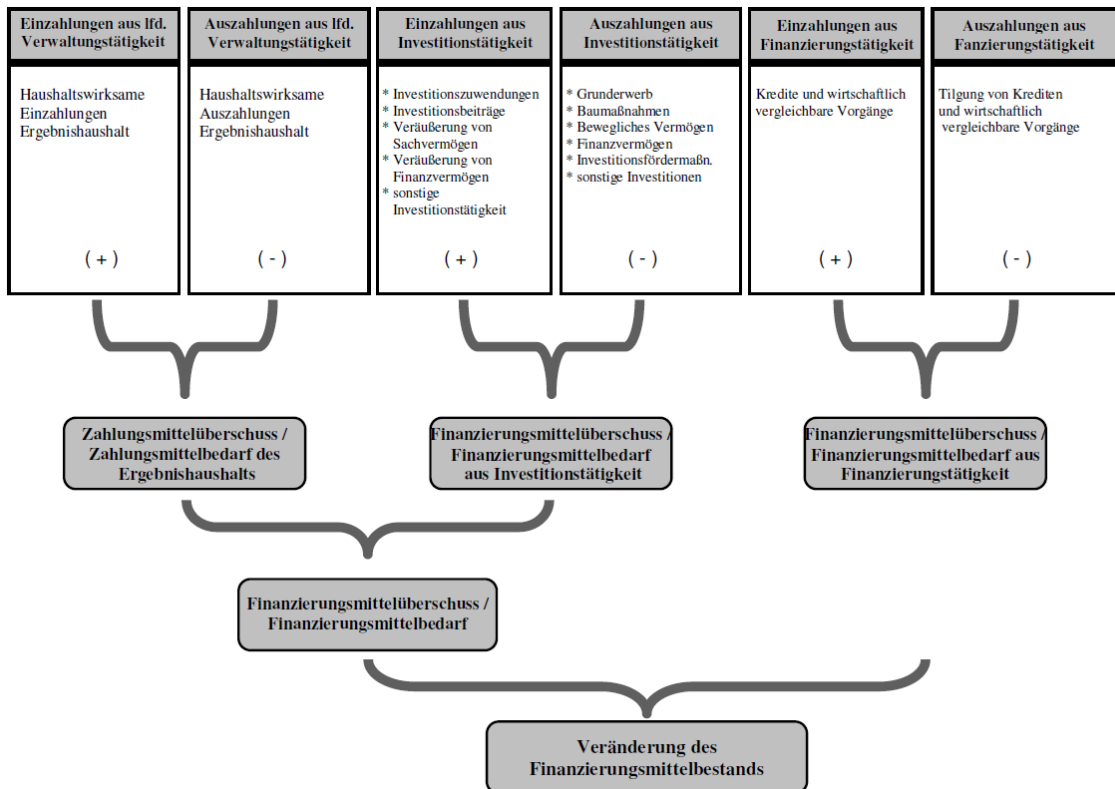 Einzahlungen aus lfd.
Verwaltungstätigkeit
Haushaltswirksame
Einzahlungen
Ergebnishaushalt
( + )
Auszahlungen aus lfd.
Verwaltungstätigkeit
Haushaltswirksame
Auszahlungen
Ergebnishaushalt
( - )
Einzahlungen aus
Investitionstätigkeit
* Investitionszuwendungen
* Investitionsbeiträge
* Veräußerung von
Sachvermögen
* Veräußerung von
Finanzvermögen
* sonstige
Investitionstätigkeit
( + )
Auszahlungen aus
Investitionstätigkeit
* Grunderwerb
* Baumaßnahmen
* Bewegliches Vermögen
* Finanzvermögen
* Investitionsfördermaßn.
* sonstige Investitionen
( - )
Einzahlungen aus
Finanzierungstätigkeit
Kredite und wirtschaftlich
vergleichbare Vorgänge
( + )
Auszahlungen aus
Fanzierungstätigkeit
Tilgung von Krediten
und wirtschaftlich
vergleichbare Vorgänge
( - )
Zahlungsmittelüberschuss /
Zahlungsmittelbedarf des
Ergebnishaushalts
Finanzierungsmittelüberschuss /
Finanzierungsmittelbedarf
aus Investitionstätigkeit
Finanzierungsmittelüberschuss /
Finanzierungsmittelbedarf aus
Finanzierungstätigkeit
Finanzierungsmittelüberschuss /
Finanzierungsmittelbedarf
Veränderung des
Finanzierungsmittelbestands